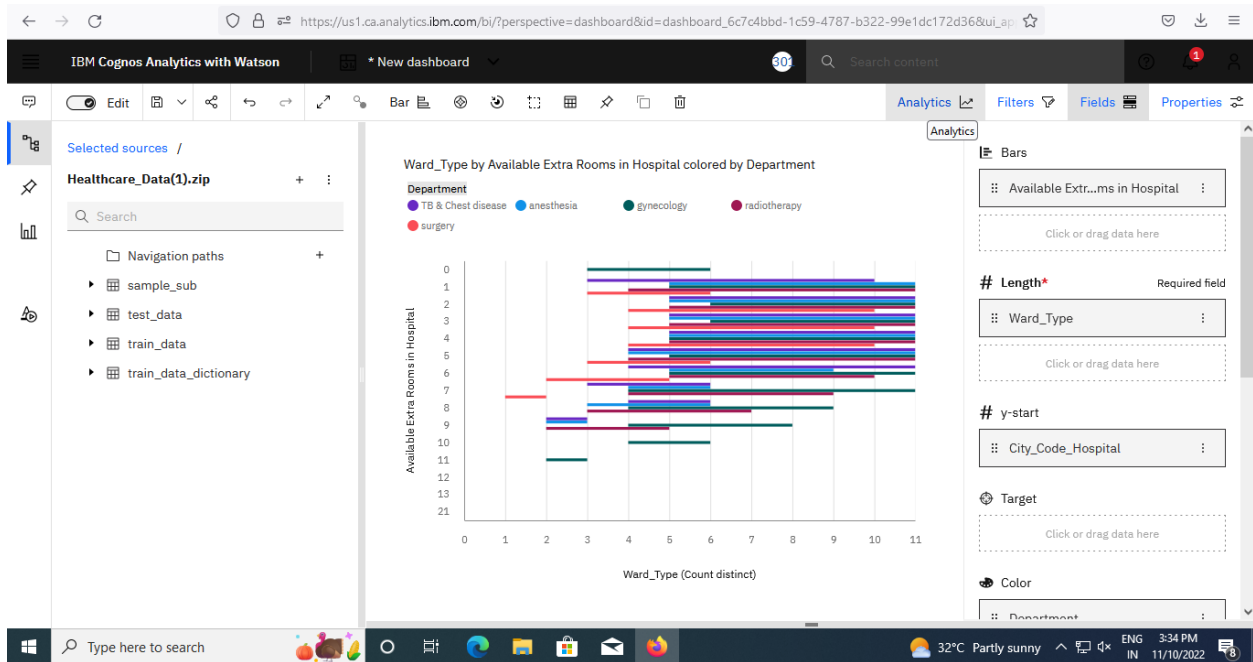 https://us1.ca.analytics.ibm.com/bi/?perspective=dashboard&id=dashboard_6c7c4bbd-1c59-4787-b322-99e1dc172d36&ui_ap
IBM Cognos Analytics with Watson
* New dashboard
Search content
1
Edit
Bar
Analytics
Filters
Fields
Properties
Analytics
Selected sources /
Healthcare_Data(1).zip
Search
Navigation paths
sample_sub
test_data
train_data
train_data_dictionary
Ward_Type by Available Extra Rooms in Hospital colored by Department
Department
TB & Chest disease
anesthesia
gynecology
radiotherapy
surgery
Available Extra Rooms in Hospital
0
1
2
3
4
5
6
7
8
9
10
11
12
13
21
0 1 2 3 4 5 6 7 8 9 10 11
Ward_Type (Count distinct)
Bars
Available Extr...ms in Hospital
Click or drag data here
# Length*
Required field
Ward_Type
Click or drag data here
# y-start
City_Code_Hospital
Target
Click or drag data here
Color
Department
Type here to search
32°C Partly sunny
ENG
IN
3:34 PM
11/10/2022
8